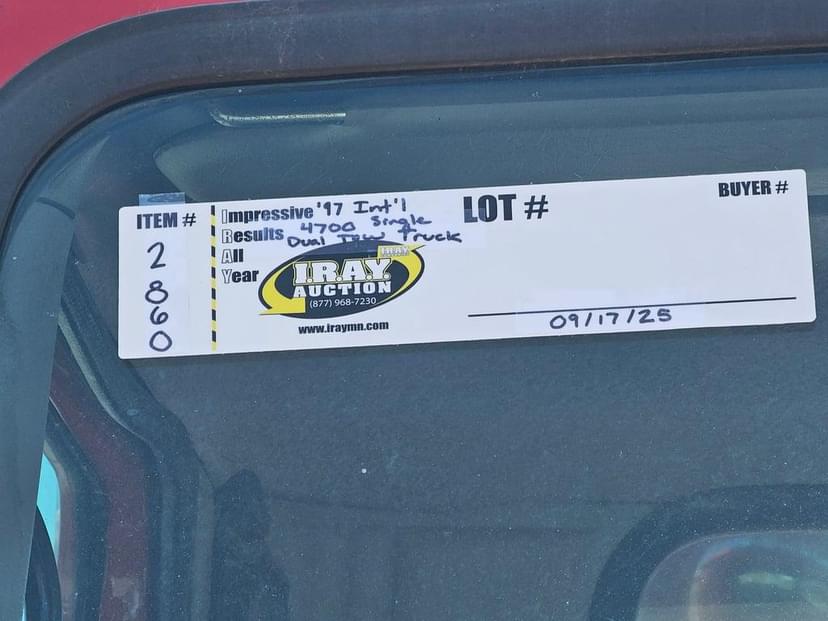 ITEM #
2
8
6
0
Impressive '97 Int'l
Results 4700 Single
All Dual Tow Truck
Year
I.R.A.Y.
I.R.A.Y.
AUCTION
(877) 968-7230
www.iraymn.com
LOT #
BUYER #
09/17/25